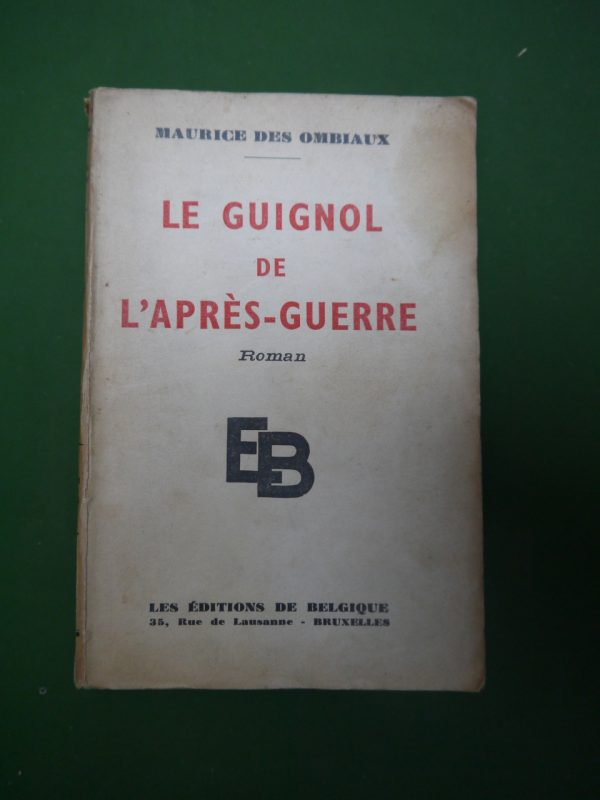 MAURICE DES OMBIAUX
LE GUIGNOL
DE
L'APRÈS-GUERRE
Roman
EB
LES ÉDITIONS DE BELGIQUE
35, Rue de Lausanne - BRUXELLES